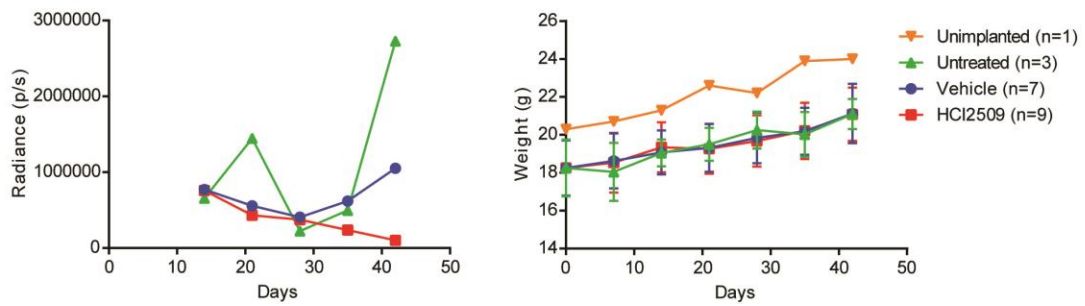 Radiance (p/s)
3000000
2000000
1000000
0
0 10 20 30 40 50
Days
Weight (g)
26
24
22
20
18
16
14
0 10 20 30 40 50
Days
Unimplanted (n=1)
Untreated (n=3)
Vehicle (n=7)
HCI2509 (n=9)